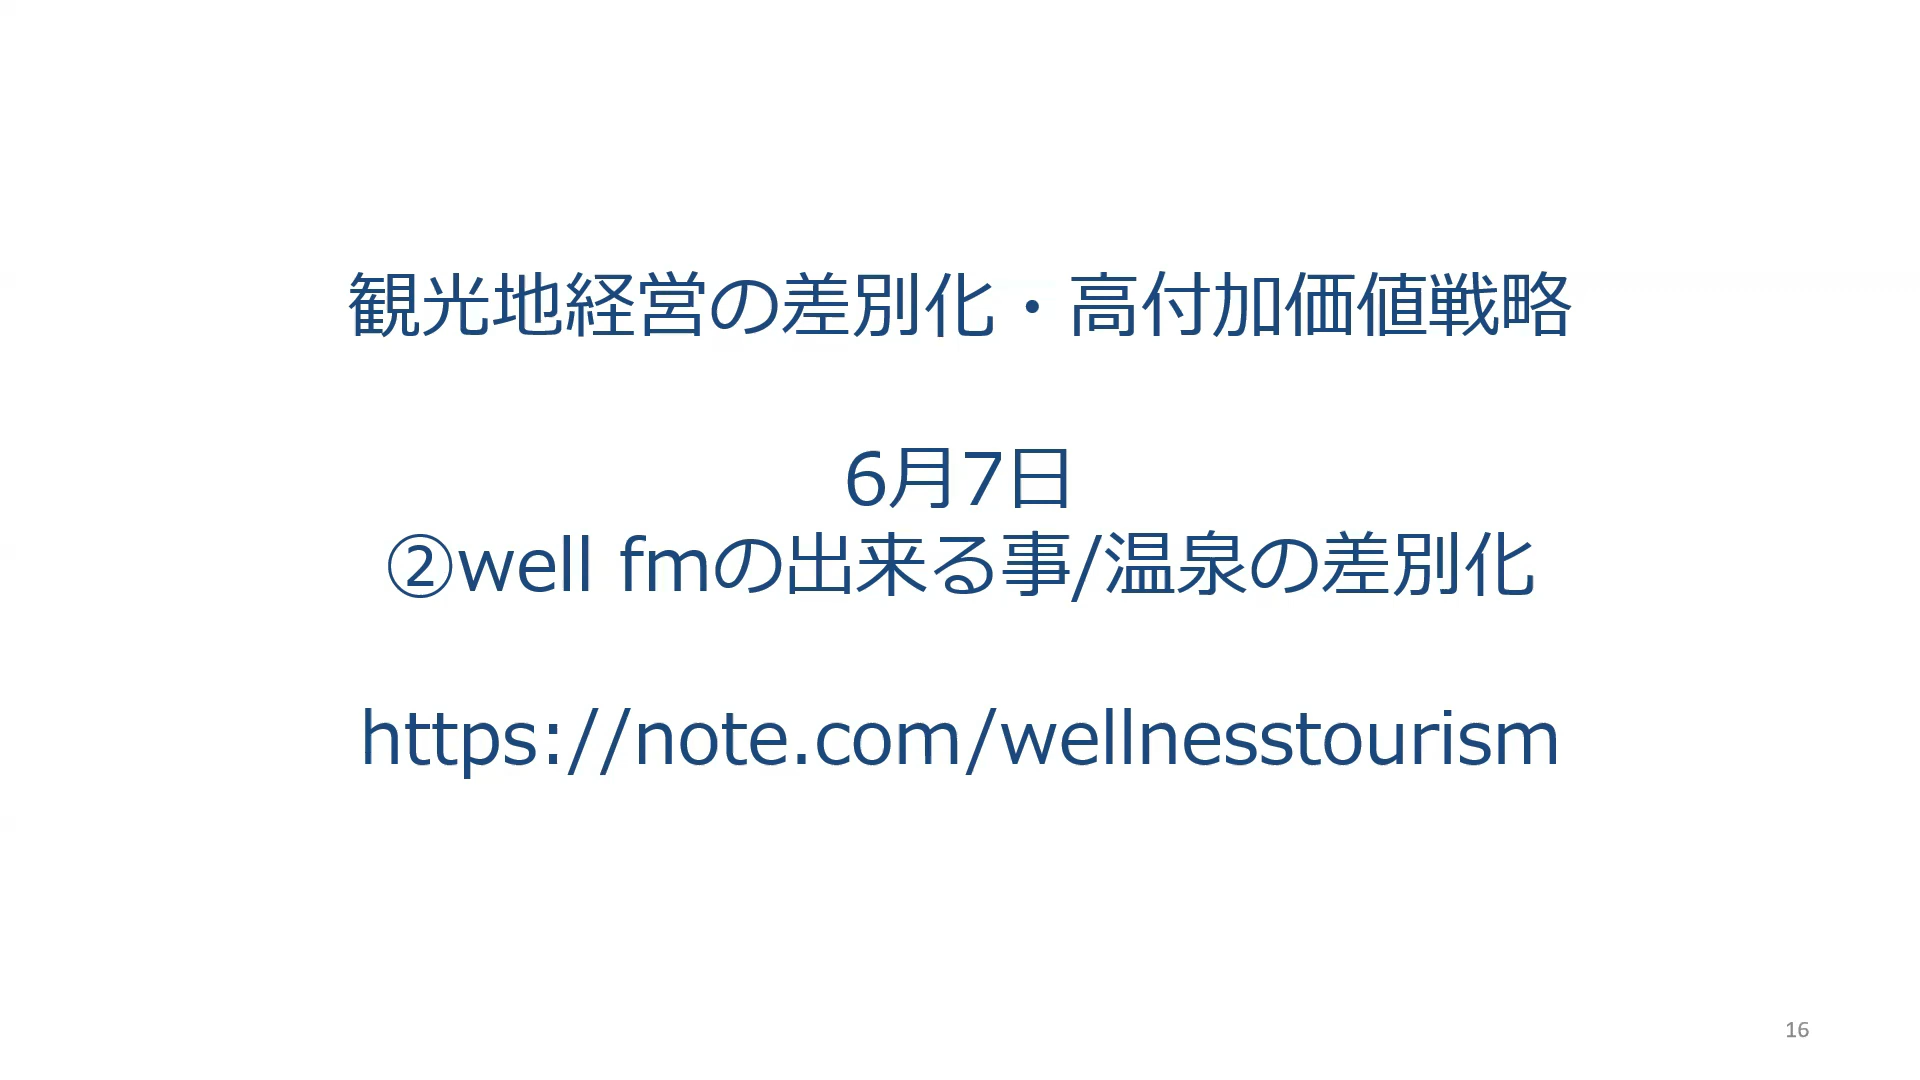 観光地経営の差別化・高付加価値戦略
6月7日
②well fmの出来る事/温泉の差別化
https://note.com/wellnesstourism
16